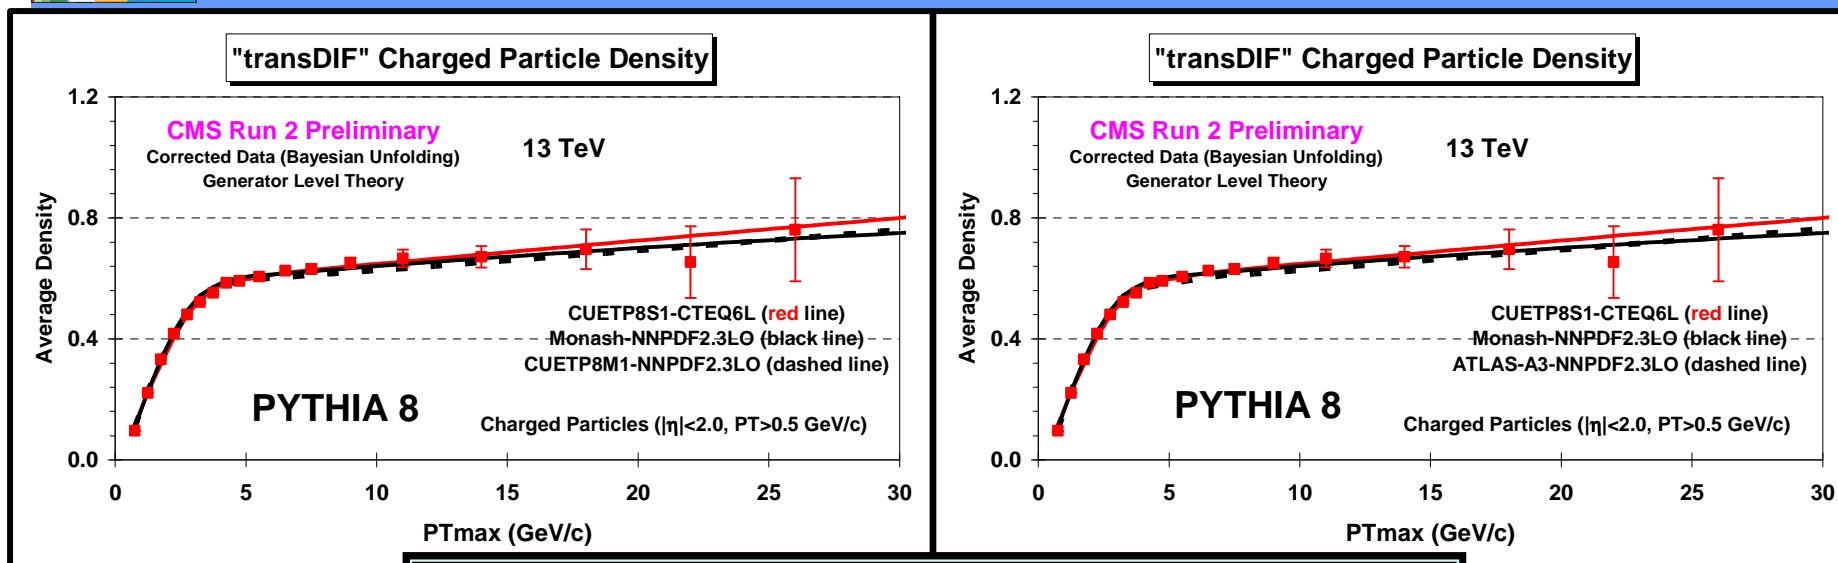 "transDIF" Charged Particle Density
1.2
CMS Run 2 Preliminary
13 TeV
Corrected Data (Bayesian Unfolding)
Generator Level Theory
0.8
Average Density
CUETP8S1-CTEQ6L (red line)
0.4
Monash-NNPDF2.3LO (black line)
CUETP8M1-NNPDF2.3LO (dashed line)
PYTHIA 8
Charged Particles (|η|<2.0, PT>0.5 GeV/c)
0.0
0 5 10 15 20 25 30
PTmax (GeV/c)
"transDIF" Charged Particle Density
1.2
CMS Run 2 Preliminary
13 TeV
Corrected Data (Bayesian Unfolding)
Generator Level Theory
0.8
Average Density
CUETP8S1-CTEQ6L (red line)
0.4
Monash-NNPDF2.3LO (black line)
ATLAS-A3-NNPDF2.3LO (dashed line)
PYTHIA 8
Charged Particles (|η|<2.0, PT>0.5 GeV/c)
0.0
0 5 10 15 20 25 30
PTmax (GeV/c)